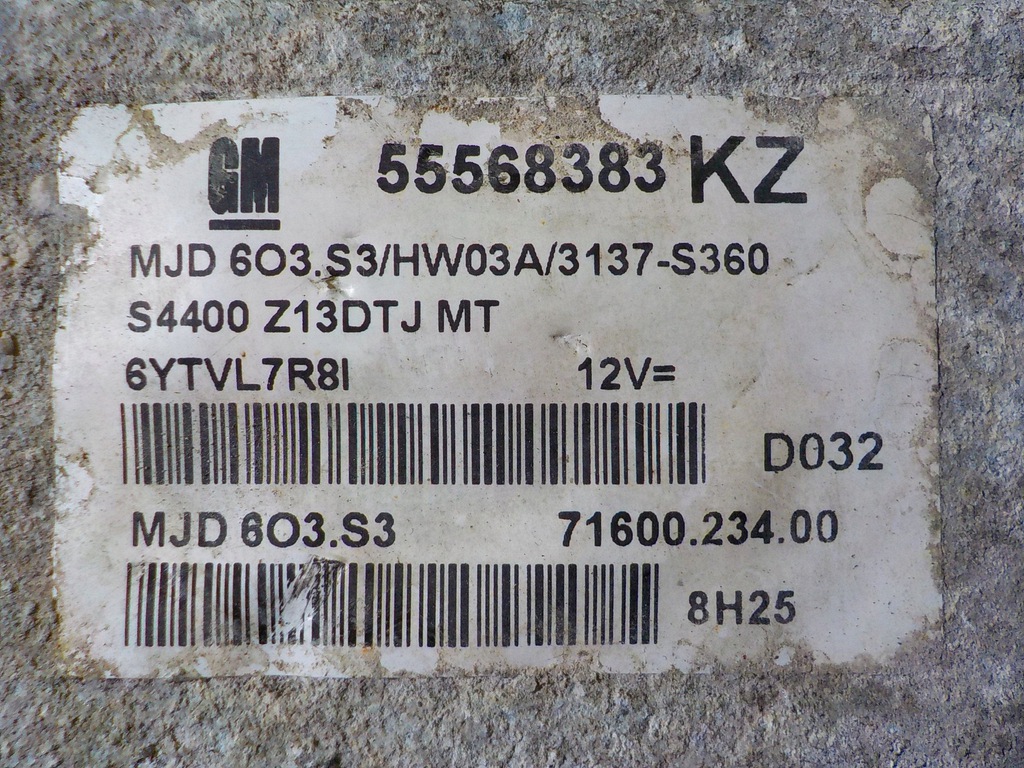 GM 55568383 KZ
MJD 6O3.S3/HW03A/3137-S360
S4400 Z13DTJ MT
6YTVL7R8I 12V=
D032
MJD 6O3.S3 71600.234.00
8H25